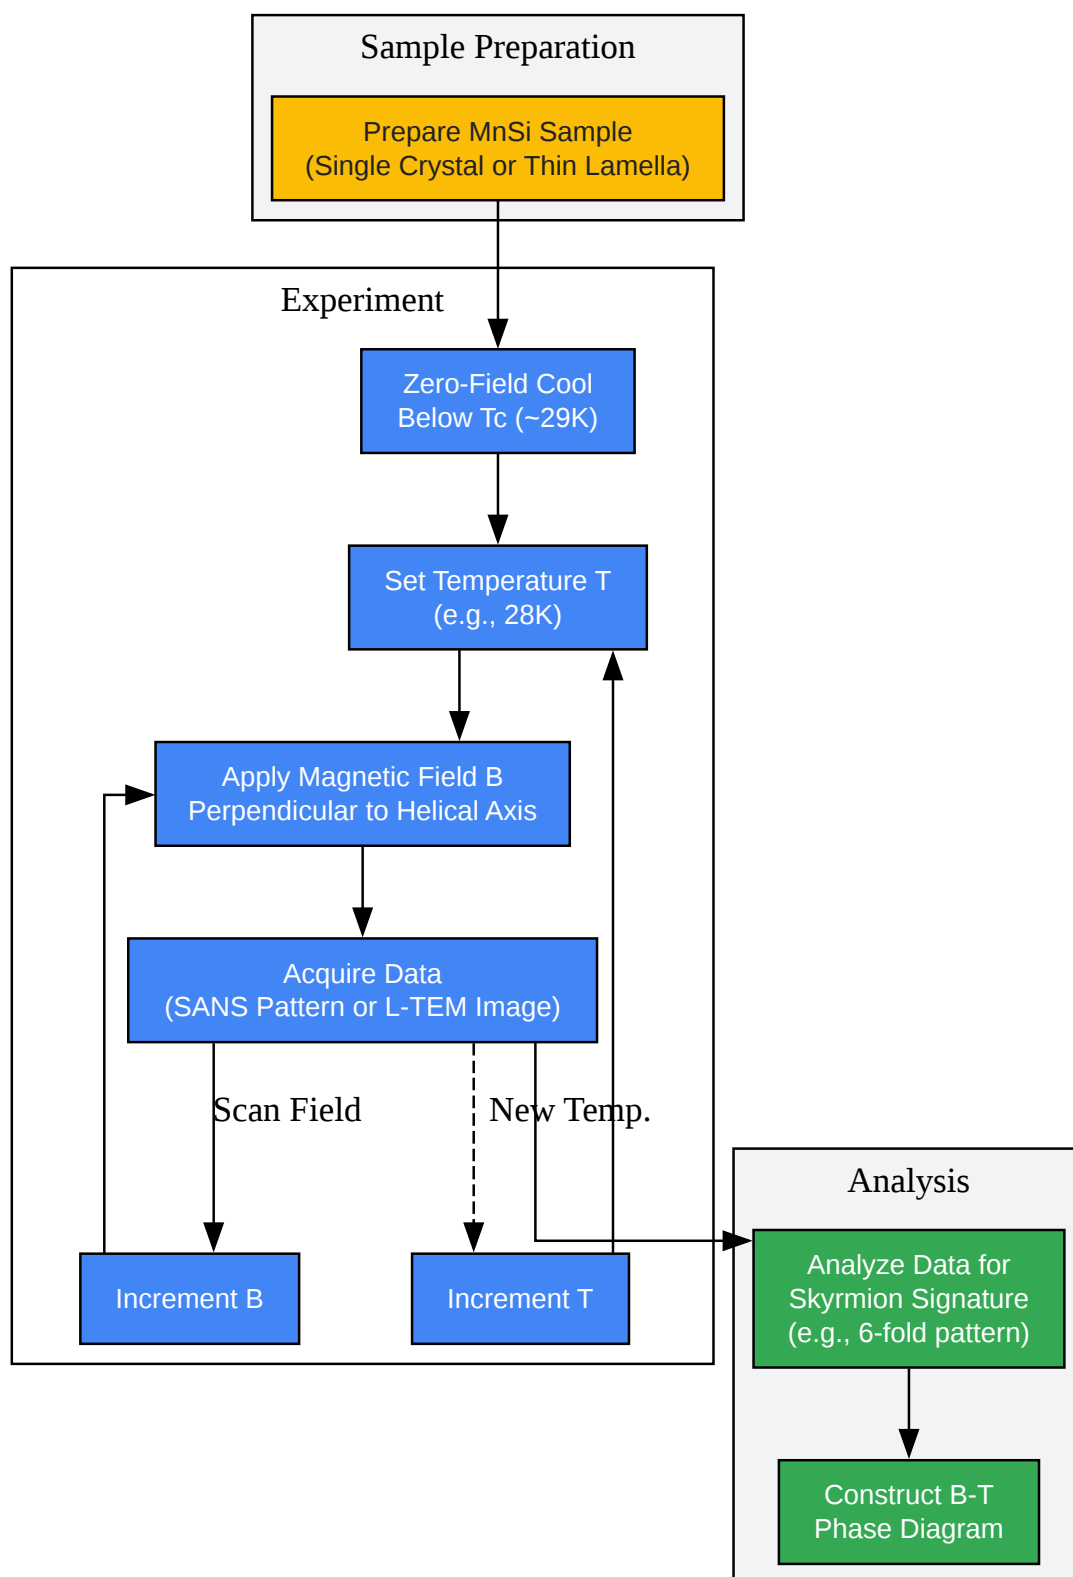 Sample Preparation
Prepare MnSi Sample
(Single Crystal or Thin Lamella)
Experiment
Zero-Field Cool
Below Tc (~29K)
Set Temperature T
(e.g., 28K)
Apply Magnetic Field B
Perpendicular to Helical Axis
Acquire Data
(SANS Pattern or L-TEM Image)
Scan Field
New Temp.
Increment B
Increment T
Analysis
Analyze Data for
Skyrmion Signature
(e.g., 6-fold pattern)
Construct B-T
Phase Diagram